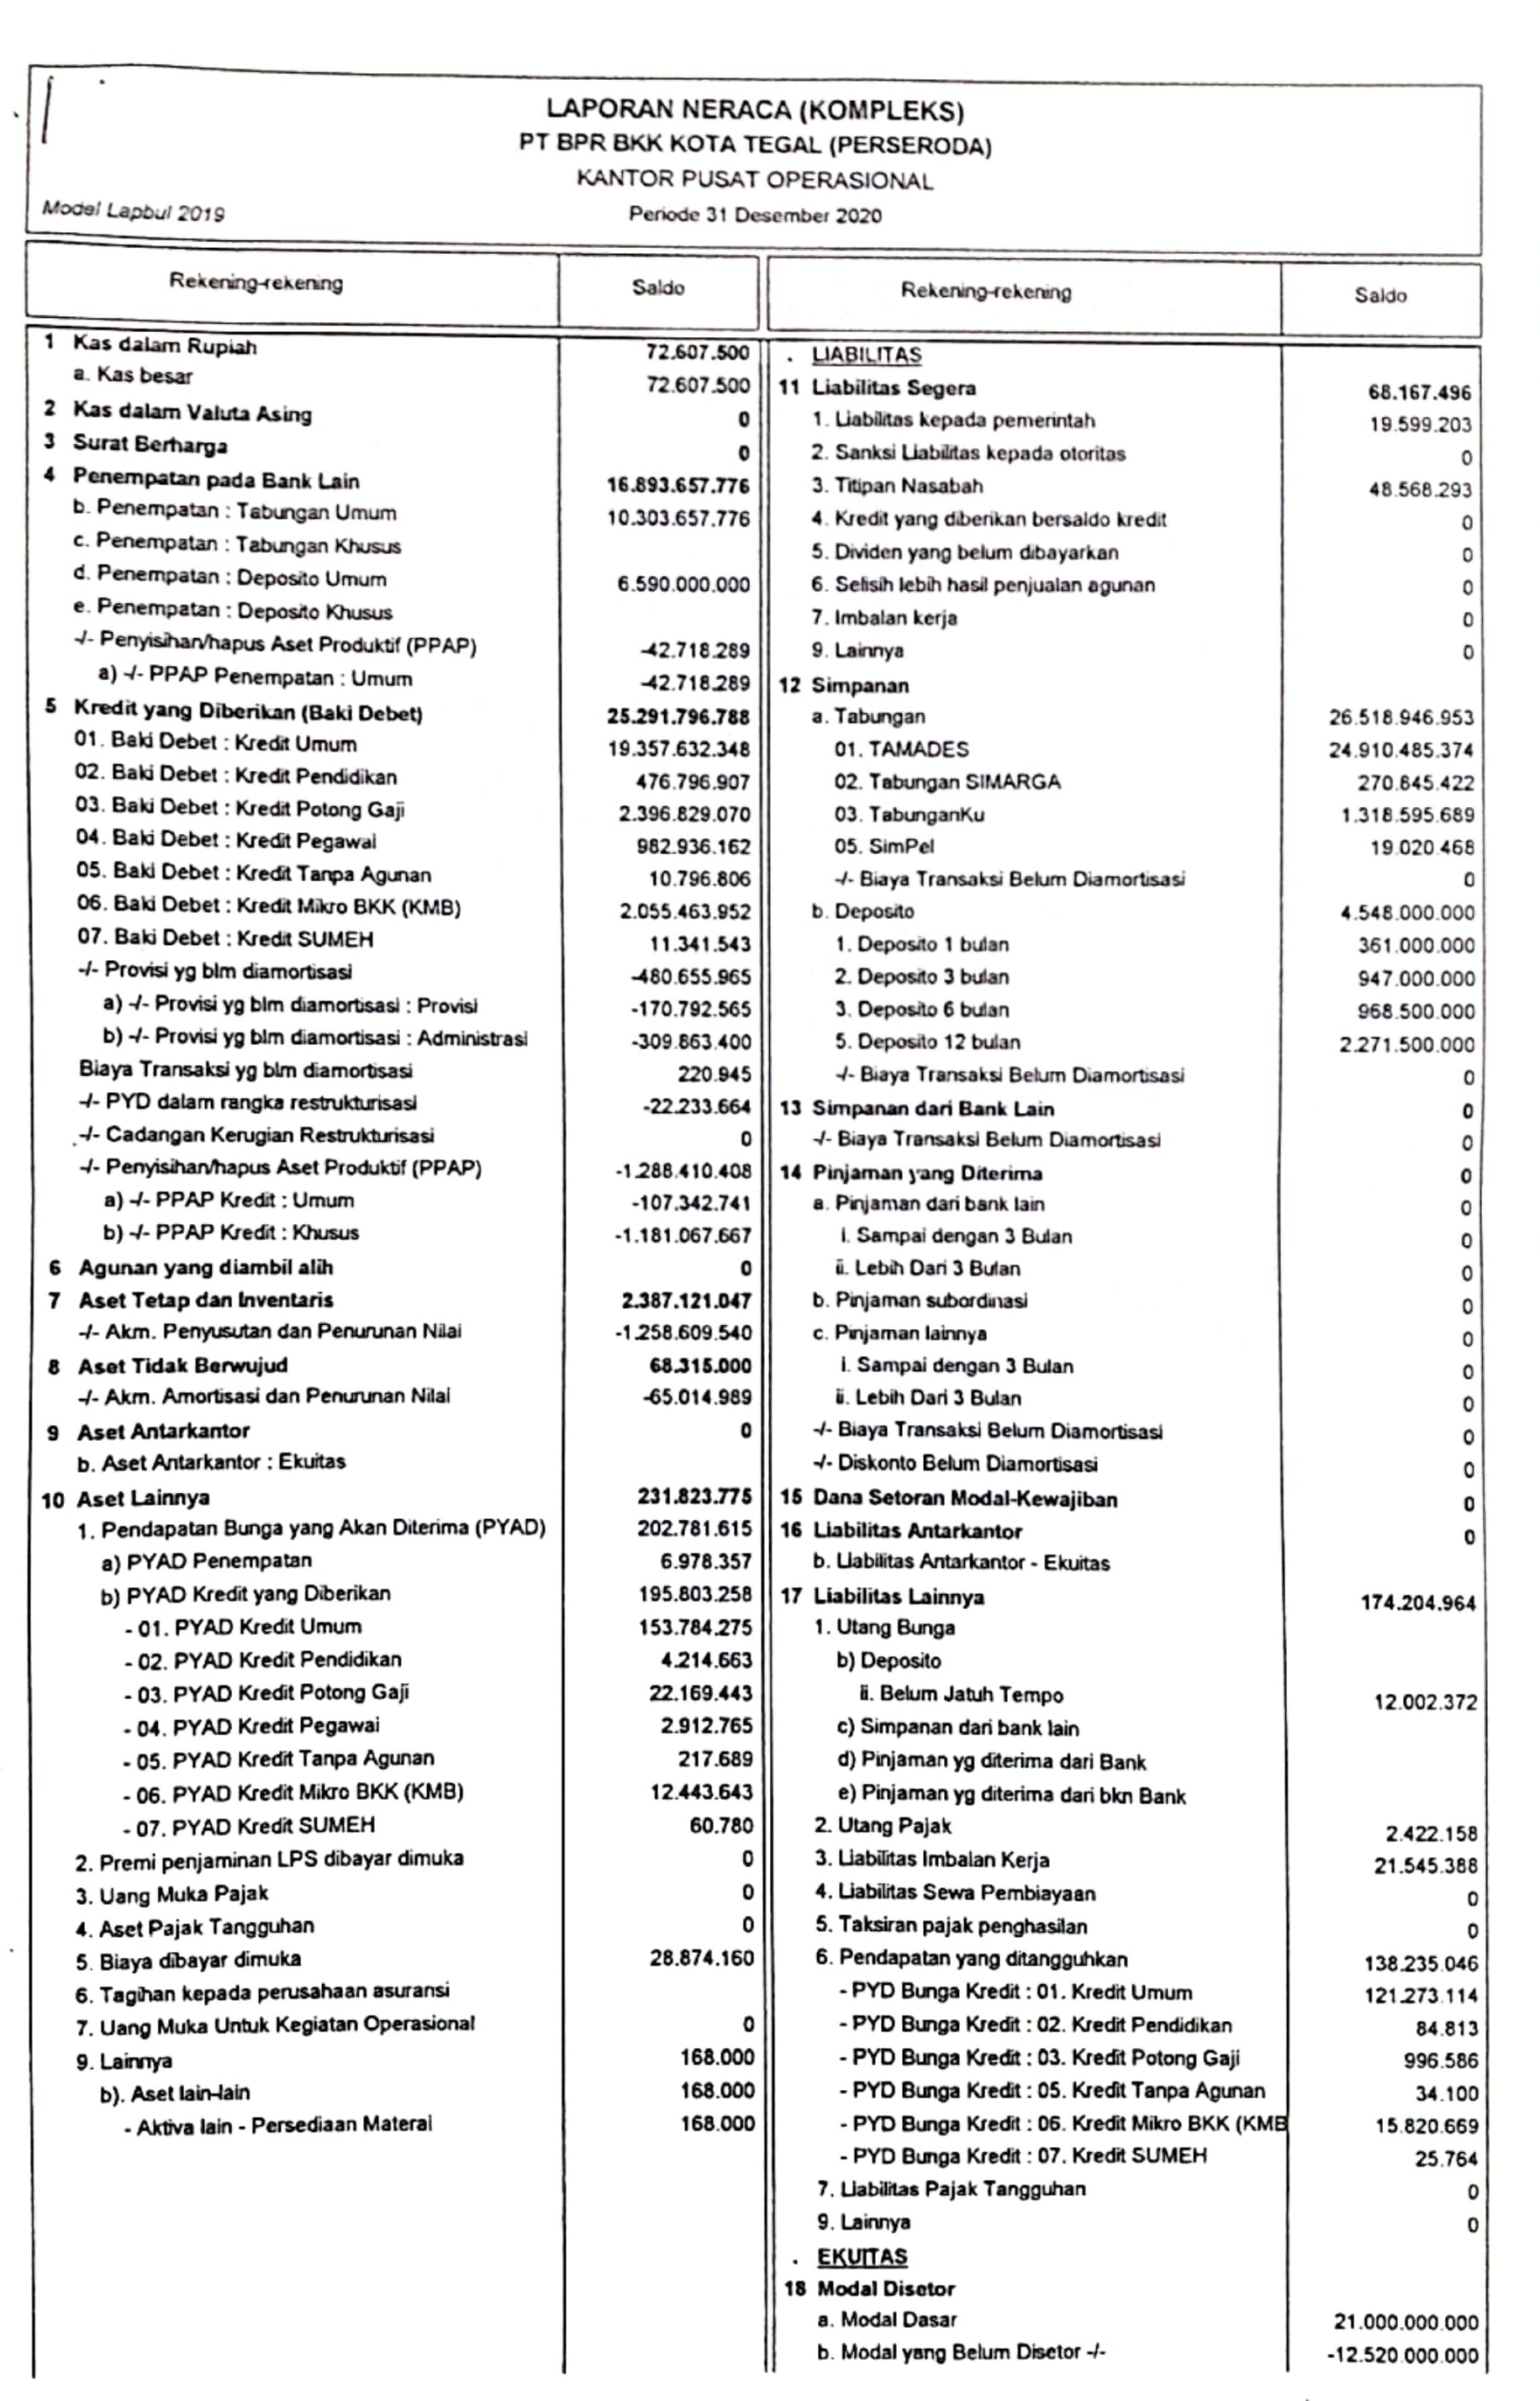 LAPORAN NERACA (KOMPLEKS)
PT BPR BKK KOTA TEGAL (PERSERODA)
KANTOR PUSAT OPERASIONAL
Model Lapbul 2019
Periode 31 Desember 2020
Rekening-rekening Saldo
1 Kas dalam Rupiah 72.607.500
a. Kas besar 72.607.500
2 Kas dalam Valuta Asing 0
3 Surat Berharga 0
4 Penempatan pada Bank Lain 16.893.657.776
b. Penempatan : Tabungan Umum 10.303.657.776
c. Penempatan : Tabungan Khusus
d. Penempatan : Deposito Umum 6.590.000.000
e. Penempatan : Deposito Khusus
-/- Penyisihan/hapus Aset Produktif (PPAP) -42.718.289
a) -/- PPAP Penempatan : Umum -42.718.289
5 Kredit yang Diberikan (Baki Debet) 25.291.796.788
01. Baki Debet : Kredit Umum 19.357.632.348
02. Baki Debet : Kredit Pendidikan 476.796.907
03. Baki Debet : Kredit Potong Gaji 2.396.829.070
04. Baki Debet : Kredit Pegawai 982.936.162
05. Baki Debet : Kredit Tanpa Agunan 10.796.806
06. Baki Debet : Kredit Mikro BKK (KMB) 2.055.463.952
07. Baki Debet : Kredit SUMEH 11.341.543
-/- Provisi yg blm diamortisasi -480.655.965
a) -/- Provisi yg blm diamortisasi : Provisi -170.792.565
b) -/- Provisi yg blm diamortisasi : Administrasi -309.863.400
Biaya Transaksi yg blm diamortisasi 220.945
-/- PYD dalam rangka restrukturisasi -22.233.664
-/- Cadangan Kerugian Restrukturisasi 0
-/- Penyisihan/hapus Aset Produktif (PPAP) -1.288.410.408
a) -/- PPAP Kredit : Umum -107.342.741
b) -/- PPAP Kredit : Khusus -1.181.067.667
6 Agunan yang diambil alih 0
7 Aset Tetap dan Inventaris 2.387.121.047
-/- Akm. Penyusutan dan Penurunan Nilai -1.258.609.540
8 Aset Tidak Berwujud 68.315.000
-/- Akm. Amortisasi dan Penurunan Nilai -65.014.989
9 Aset Antarkantor 0
b. Aset Antarkantor : Ekuitas
10 Aset Lainnya 231.823.775
1. Pendapatan Bunga yang Akan Diterima (PYAD) 202.781.615
a) PYAD Penempatan 6.978.357
b) PYAD Kredit yang Diberikan 195.803.258
- 01. PYAD Kredit Umum 153.784.275
- 02. PYAD Kredit Pendidikan 4.214.663
- 03. PYAD Kredit Potong Gaji 22.169.443
- 04. PYAD Kredit Pegawai 2.912.765
- 05. PYAD Kredit Tanpa Agunan 217.689
- 06. PYAD Kredit Mikro BKK (KMB) 12.443.643
- 07. PYAD Kredit SUMEH 60.780
2. Premi penjaminan LPS dibayar dimuka 0
3. Uang Muka Pajak 0
4. Aset Pajak Tangguhan 0
5. Biaya dibayar dimuka 28.874.160
6. Tagihan kepada perusahaan asuransi
7. Uang Muka Untuk Kegiatan Operasional 0
9. Lainnya 168.000
b). Aset lain-lain 168.000
- Aktiva lain - Persediaan Materai 168.000
Rekening-rekening Saldo
. LIABILITAS
11 Liabilitas Segera 68.167.496
1. Liabilitas kepada pemerintah 19.599.203
2. Sanksi Liabilitas kepada otoritas 0
3. Titipan Nasabah 48.568.293
4. Kredit yang diberikan bersaldo kredit 0
5. Dividen yang belum dibayarkan 0
6. Selisih lebih hasil penjualan agunan 0
7. Imbalan kerja 0
9. Lainnya 0
12 Simpanan
a. Tabungan 26.518.946.953
01. TAMADES 24.910.485.374
02. Tabungan SIMARGA 270.845.422
03. TabunganKu 1.318.595.689
05. SimPel 19.020.468
-/- Biaya Transaksi Belum Diamortisasi 0
b. Deposito 4.548.000.000
1. Deposito 1 bulan 361.000.000
2. Deposito 3 bulan 947.000.000
3. Deposito 6 bulan 968.500.000
5. Deposito 12 bulan 2.271.500.000
-/- Biaya Transaksi Belum Diamortisasi 0
13 Simpanan dari Bank Lain 0
-/- Biaya Transaksi Belum Diamortisasi 0
14 Pinjaman yang Diterima 0
a. Pinjaman dari bank lain 0
i. Sampai dengan 3 Bulan 0
ii. Lebih Dari 3 Bulan 0
b. Pinjaman subordinasi 0
c. Pinjaman lainnya 0
i. Sampai dengan 3 Bulan 0
ii. Lebih Dari 3 Bulan 0
-/- Biaya Transaksi Belum Diamortisasi 0
-/- Diskonto Belum Diamortisasi 0
15 Dana Setoran Modal-Kewajiban 0
16 Liabilitas Antarkantor 0
b. Liabilitas Antarkantor - Ekuitas
17 Liabilitas Lainnya 174.204.964
1. Utang Bunga
b) Deposito
ii. Belum Jatuh Tempo 12.002.372
c) Simpanan dari bank lain
d) Pinjaman yg diterima dari Bank
e) Pinjaman yg diterima dari bkn Bank
2. Utang Pajak 2.422.158
3. Liabilitas Imbalan Kerja 21.545.388
4. Liabilitas Sewa Pembiayaan 0
5. Taksiran pajak penghasilan 0
6. Pendapatan yang ditangguhkan 138.235.046
- PYD Bunga Kredit : 01. Kredit Umum 121.273.114
- PYD Bunga Kredit : 02. Kredit Pendidikan 84.813
- PYD Bunga Kredit : 03. Kredit Potong Gaji 996.586
- PYD Bunga Kredit : 05. Kredit Tanpa Agunan 34.100
- PYD Bunga Kredit : 06. Kredit Mikro BKK (KMB 15.820.669
- PYD Bunga Kredit : 07. Kredit SUMEH 25.764
7. Liabilitas Pajak Tangguhan 0
9. Lainnya 0
. EKUITAS
18 Modal Disetor
a. Modal Dasar 21.000.000.000
b. Modal yang Belum Disetor -/- -12.520.000.000